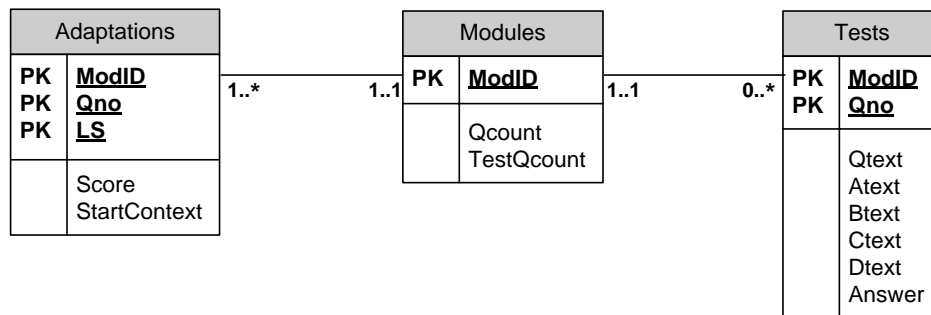 Adaptations
PK ModID
PK Qno
PK LS
Score
StartContext
1..*
1..1
Modules
PK ModID
Qcount
TestQcount
1..1
0..*
Tests
PK ModID
PK Qno
Qtext
Atext
Btext
Ctext
Dtext
Answer